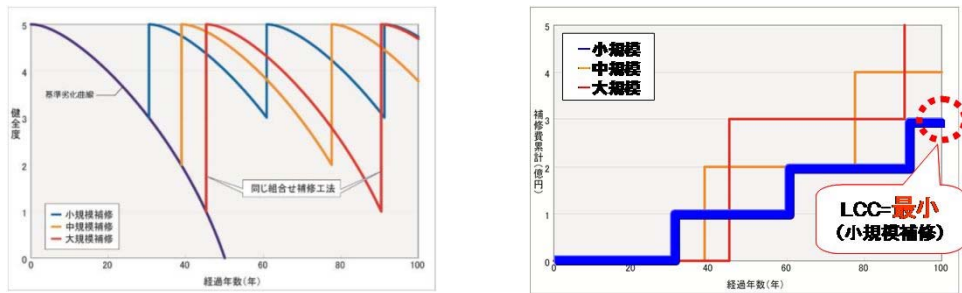 5
4
3
2
1
0
健全度
基準劣化曲線
同じ組合せ補修工法
小規模補修
中規模補修
大規模補修
0 20 40 60 80 100
経過年数(年)
5
4
3
2
1
0
補修費累計(億円)
小規模
中規模
大規模
LCC=最小
(小規模補修)
0 20 40 60 80 100
経過年数(年)